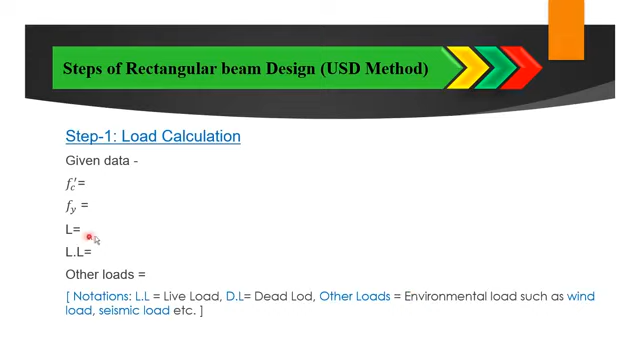 Steps of Rectangular beam Design (USD Method)
Step-1: Load Calculation
Given data -
f′c=
fy =
L=
L.L=
Other loads =
[ Notations: L.L = Live Load, D.L= Dead Lod, Other Loads = Environmental load such as wind
load, seismic load etc. ]